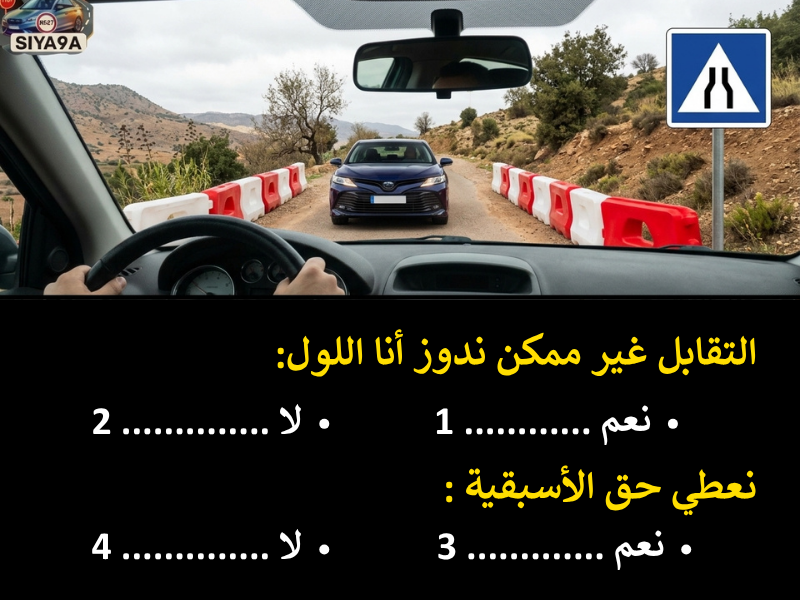 SIYA9A
التقابل غير ممكن ندوز أنا اللول:
• نعم ............ 1 • لا .............. 2
نعطي حق الأسبقية :
• نعم ............. 3 • لا .............. 4